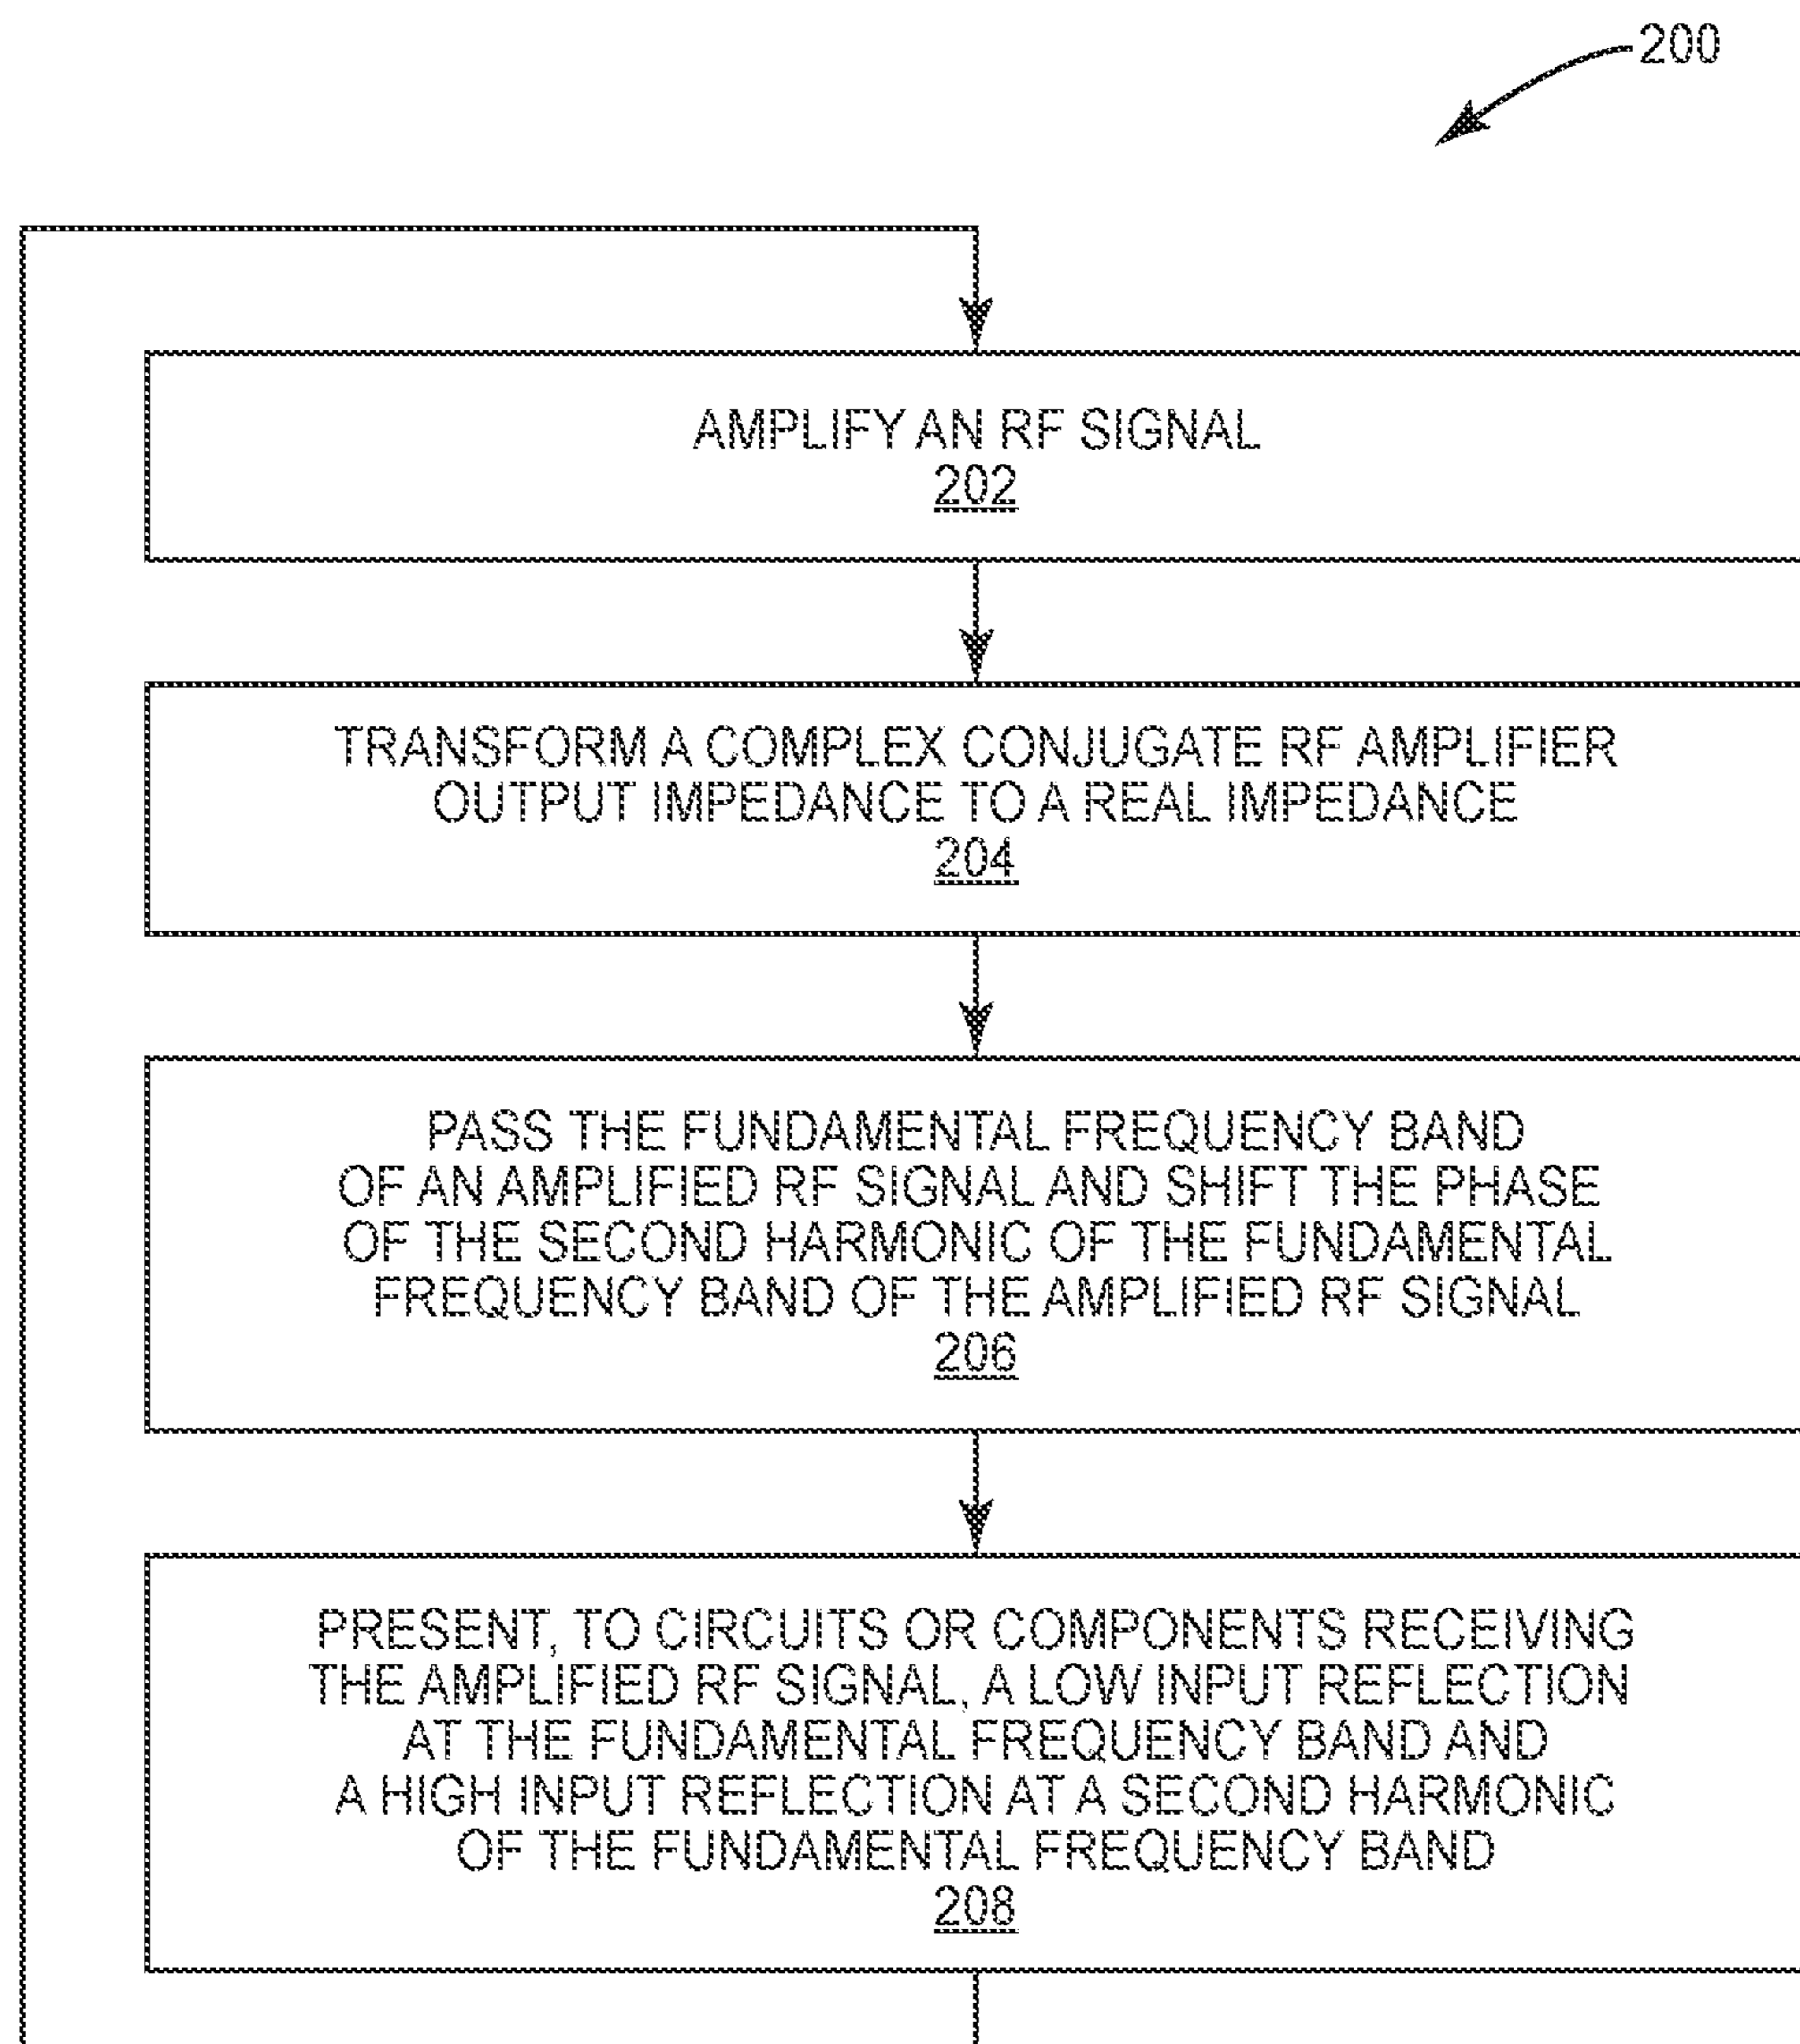 200
AMPLIFY AN RF SIGNAL
202
TRANSFORM A COMPLEX CONJUGATE RF AMPLIFIER
OUTPUT IMPEDANCE TO A REAL IMPEDANCE
204
PASS THE FUNDAMENTAL FREQUENCY BAND
OF AN AMPLIFIED RF SIGNAL AND SHIFT THE PHASE
OF THE SECOND HARMONIC OF THE FUNDAMENTAL
FREQUENCY BAND OF THE AMPLIFIED RF SIGNAL
206
PRESENT, TO CIRCUITS OR COMPONENTS RECEIVING
THE AMPLIFIED RF SIGNAL, A LOW INPUT REFLECTION
AT THE FUNDAMENTAL FREQUENCY BAND AND
A HIGH INPUT REFLECTION AT A SECOND HARMONIC
OF THE FUNDAMENTAL FREQUENCY BAND
208